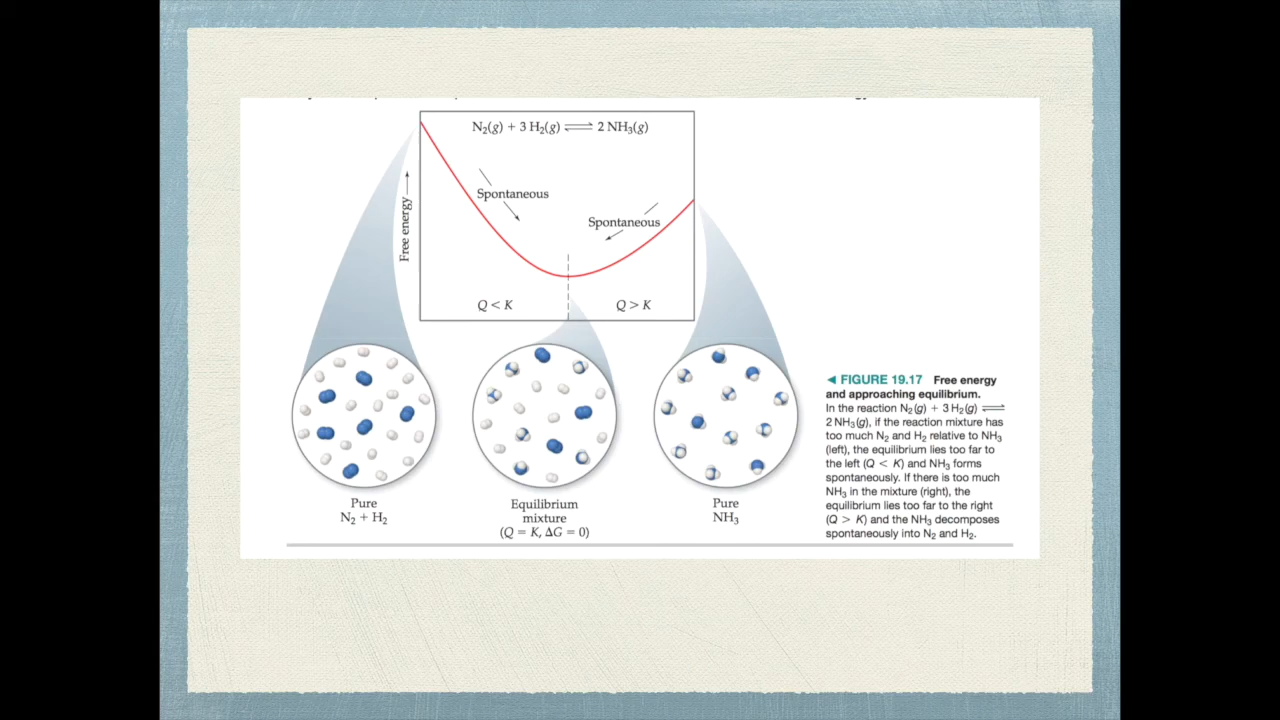 N₂(g) + 3 H₂(g) ⇌ 2 NH₃(g)
Free energy →
Spontaneous
Spontaneous
Q < K
Q > K
Pure
N₂ + H₂
Equilibrium
mixture
(Q = K, ΔG = 0)
Pure
NH₃
◄ FIGURE 19.17 Free energy
and approaching equilibrium.
In the reaction N₂(g) + 3 H₂(g) ⇌
2 NH₃(g), if the reaction mixture has
too much N₂ and H₂ relative to NH₃
(left), the equilibrium lies too far to
the left (Q < K) and NH₃ forms
spontaneously. If there is too much
NH₃ in the mixture (right), the
equilibrium lies too far to the right
(Q > K) and the NH₃ decomposes
spontaneously into N₂ and H₂.